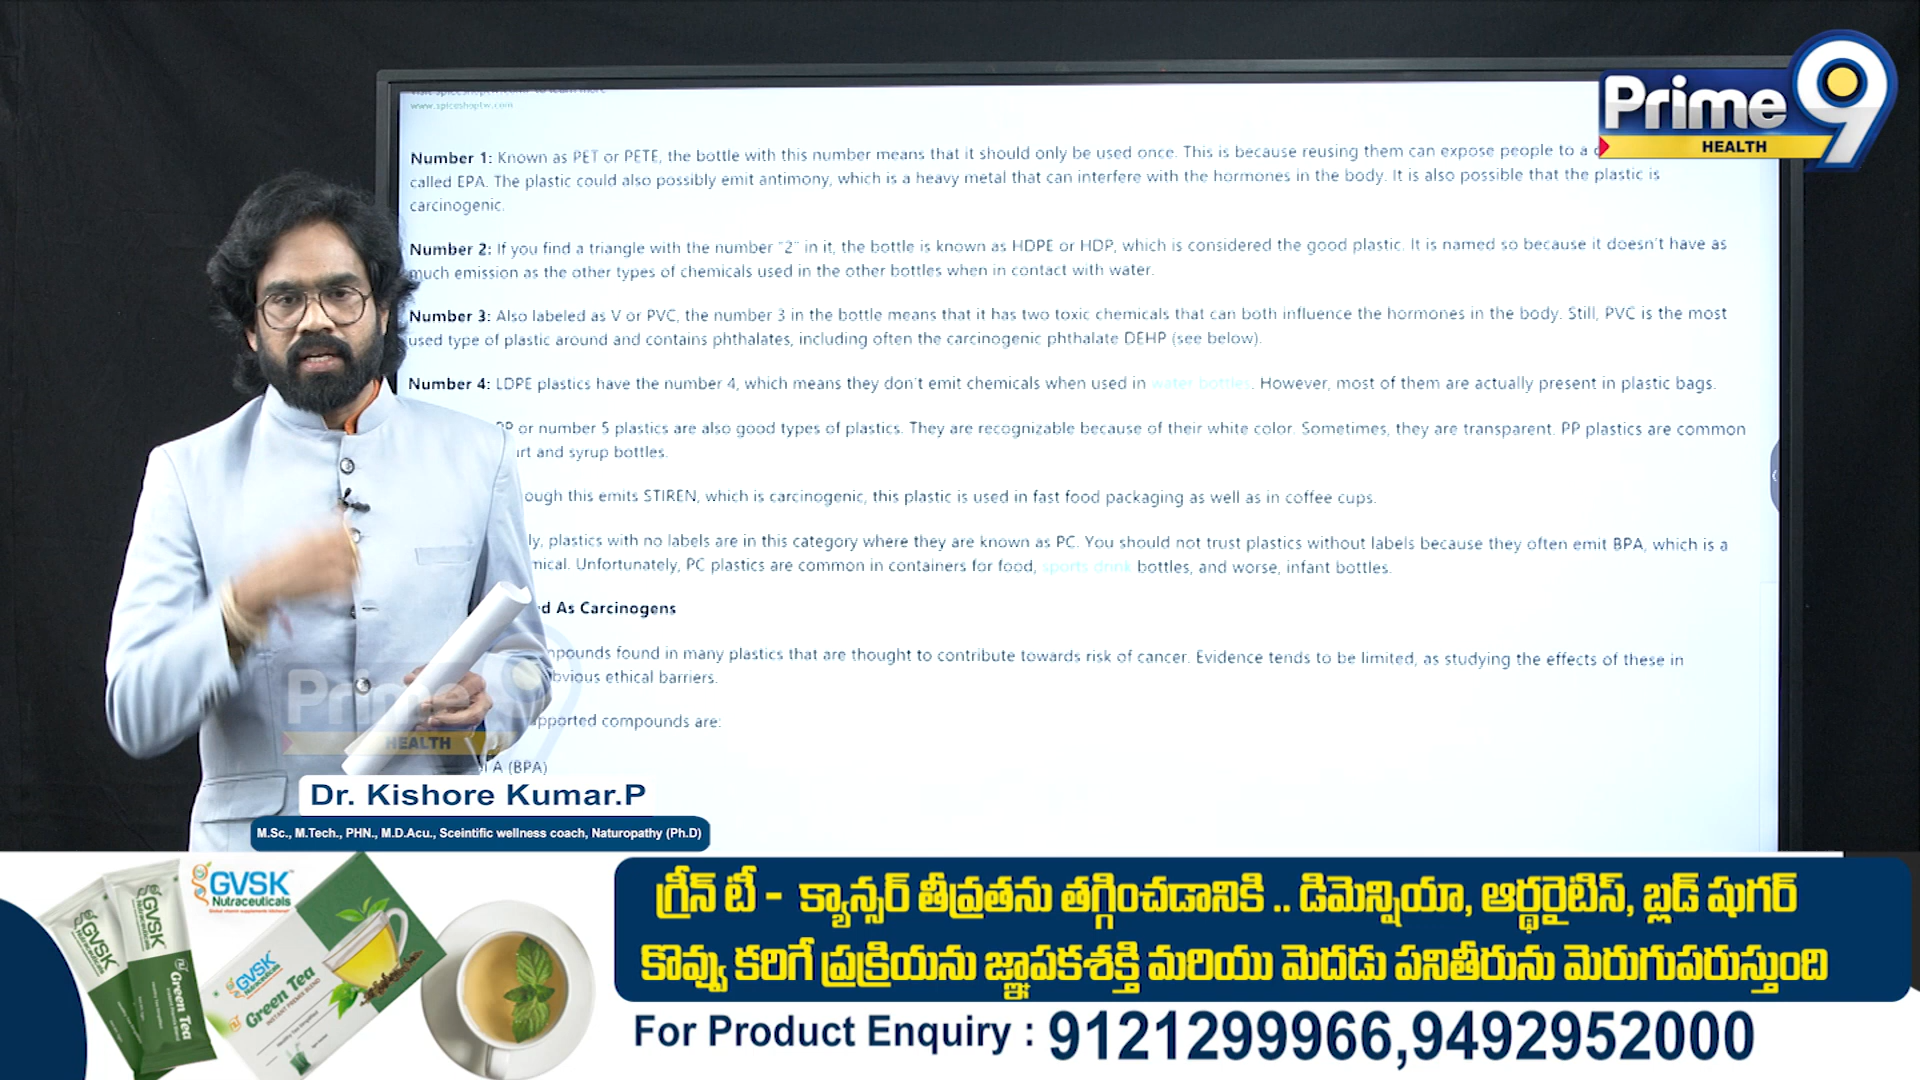 www.spiceshoptw.com
Prime 9
HEALTH
Number 1: Known as PET or PETE, the bottle with this number means that it should only be used once. This is because reusing them can expose people to a
called EPA. The plastic could also possibly emit antimony, which is a heavy metal that can interfere with the hormones in the body. It is also possible that the plastic is
carcinogenic.
Number 2: If you find a triangle with the number "2" in it, the bottle is known as HDPE or HDP, which is considered the good plastic. It is named so because it doesn't have as
much emission as the other types of chemicals used in the other bottles when in contact with water.
Number 3: Also labeled as V or PVC, the number 3 in the bottle means that it has two toxic chemicals that can both influence the hormones in the body. Still, PVC is the most
used type of plastic around and contains phthalates, including often the carcinogenic phthalate DEHP (see below).
Number 4: LDPE plastics have the number 4, which means they don't emit chemicals when used in water bottles. However, most of them are actually present in plastic bags.
PP or number 5 plastics are also good types of plastics. They are recognizable because of their white color. Sometimes, they are transparent. PP plastics are common
urt and syrup bottles.
ough this emits STIREN, which is carcinogenic, this plastic is used in fast food packaging as well as in coffee cups.
ly, plastics with no labels are in this category where they are known as PC. You should not trust plastics without labels because they often emit BPA, which is a
mical. Unfortunately, PC plastics are common in containers for food, sports drink bottles, and worse, infant bottles.
d As Carcinogens
mpounds found in many plastics that are thought to contribute towards risk of cancer. Evidence tends to be limited, as studying the effects of these in
bvious ethical barriers.
upported compounds are:
A (BPA)
Prime 9
HEALTH
Dr. Kishore Kumar.P
M.Sc., M.Tech., PHN., M.D.Acu., Sceintific wellness coach, Naturopathy (Ph.D)
GVSK
Nutraceuticals
GVSK
Green Tea
GVSK
Green Tea
GVSK
Nutraceuticals
Green Tea
INSTANT PREMIX BLEND
గ్రీన్ టీ - క్యాన్సర్ తీవ్రతను తగ్గించడానికి .. డిమెన్షియా, ఆర్థరైటిస్, బ్లడ్ షుగర్
కొవ్వు కరిగే ప్రక్రియను జ్ఞాపకశక్తి మరియు మెదడు పనితీరును మెరుగుపరుస్తుంది
For Product Enquiry : 9121299966,9492952000